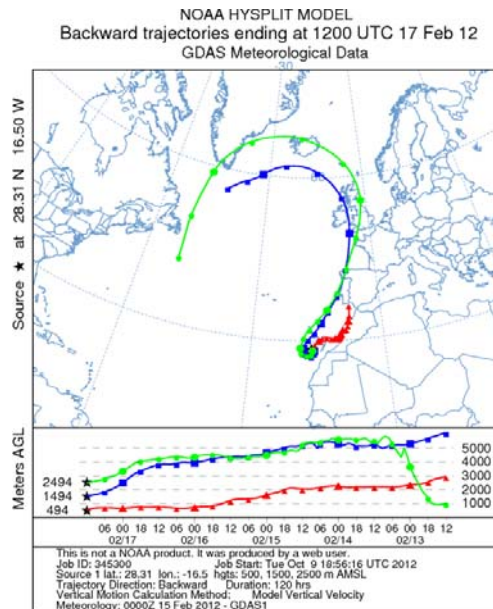 NOAA HYSPLIT MODEL
Backward trajectories ending at 1200 UTC 17 Feb 12
GDAS Meteorological Data
-30
Source ★ at 28.31 N 16.50 W
Meters AGL
2494
1494
494
5000
4000
3000
2000
1000
06 00 18 12 06 00 18 12 06 00 18 12 06 00 18 12 06 00 18 12
02/17 02/16 02/15 02/14 02/13
This is not a NOAA product. It was produced by a web user.
Job ID: 345300 Job Start: Tue Oct 9 18:56:16 UTC 2012
Source 1 lat.: 28.31 lon.: -16.5 hgts: 500, 1500, 2500 m AMSL
Trajectory Direction: Backward Duration: 120 hrs
Vertical Motion Calculation Method: Model Vertical Velocity
Meteorology: 0000Z 15 Feb 2012 - GDAS1